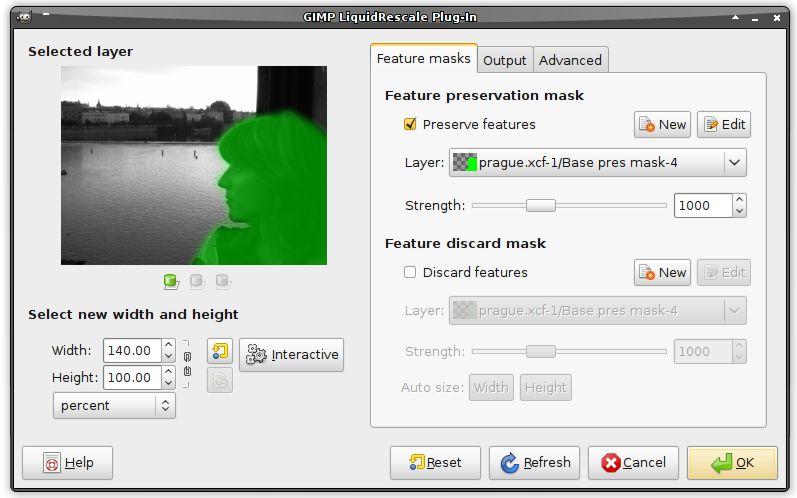 GIMP LiquidRescale Plug-In
Selected layer
Select new width and height
Width: 140.00
Height: 100.00
Interactive
percent
Feature masks Output Advanced
Feature preservation mask
Preserve features New Edit
Layer: prague.xcf-1/Base pres mask-4
Strength: 1000
Feature discard mask
Discard features New Edit
Layer: prague.xcf-1/Base pres mask-4
Strength: 1000
Auto size: Width Height
Help Reset Refresh Cancel OK